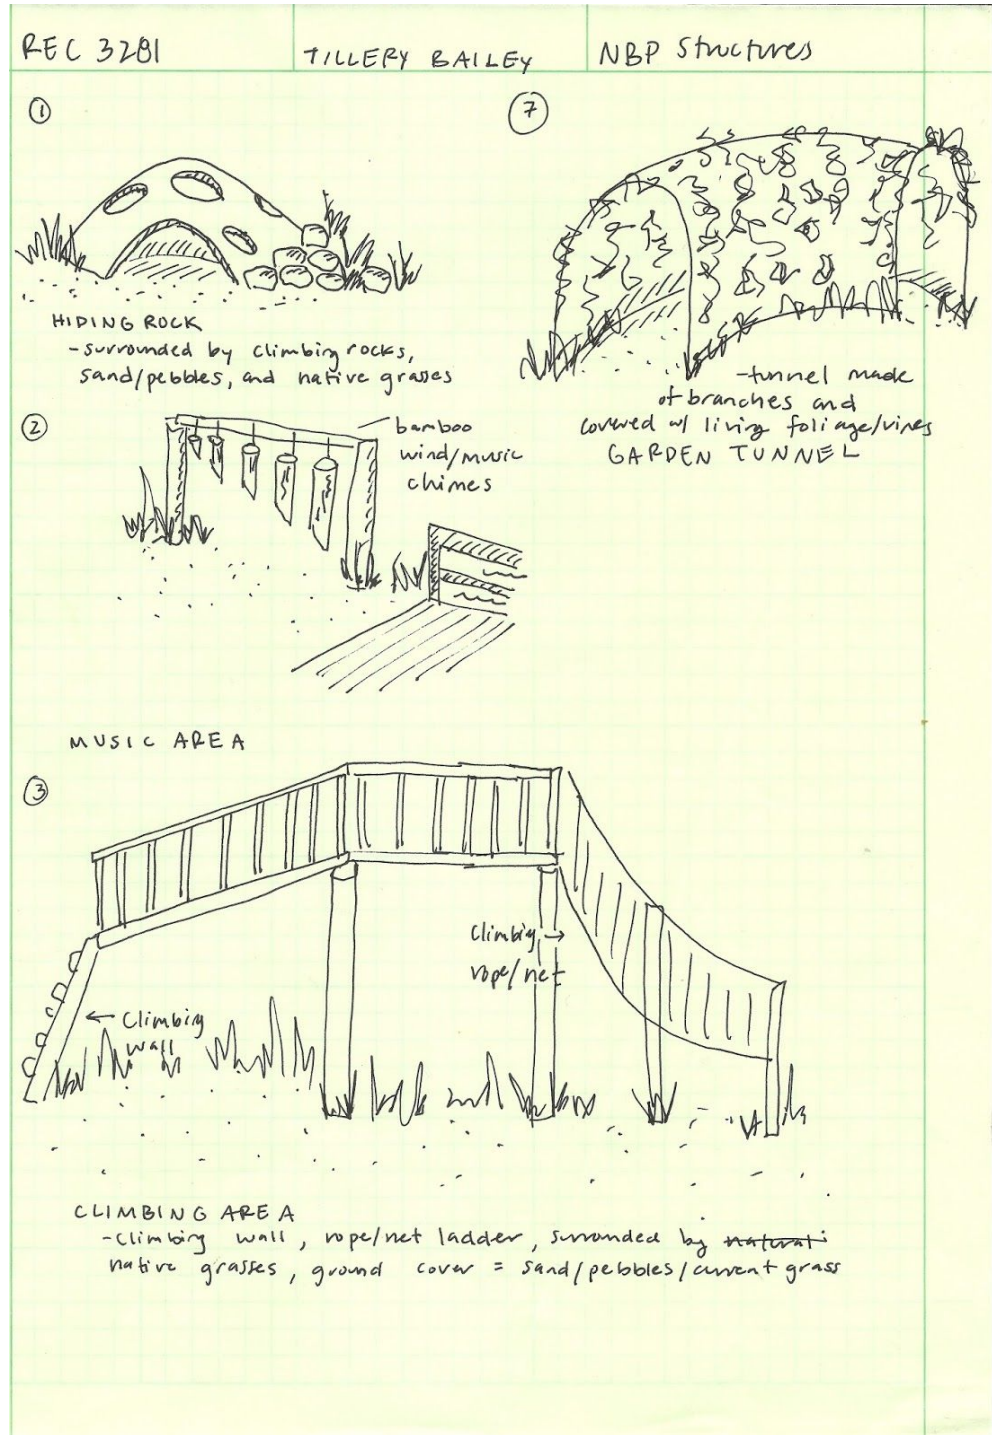 REC 3281
TILLERY BAILEY
NBP Structures
1
HIDING ROCK
-surrounded by climbing rocks,
sand/pebbles, and native grasses
2
bamboo
wind/music
chimes
MUSIC AREA
3
Climbing
wall
Climbing
rope/net
CLIMBING AREA
-Climbing wall, rope/net ladder, surrounded by natural
native grasses, ground cover = sand/pebbles/current grass
7
-tunnel made
of branches and
covered w/ living foliage/vines
GARDEN TUNNEL